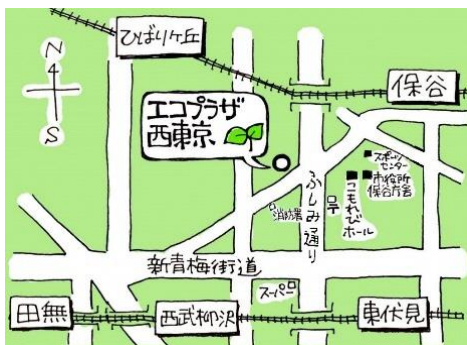 ひばりヶ丘
N
S
保谷
エコプラザ
西東京
スポーツ
センター
市役所
保谷庁舎
こもれび
ホール
ふしみ通り
消防署
新青梅街道
スーパー
田無
西武柳沢
東伏見